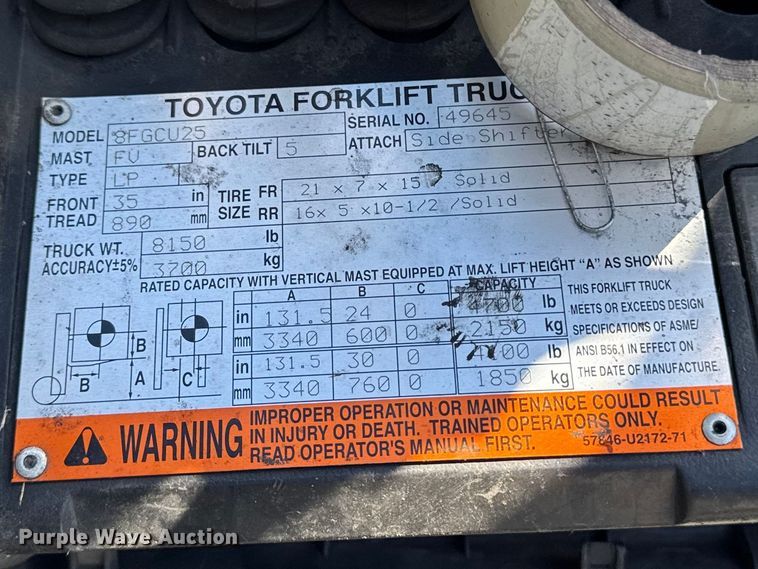 TOYOTA FORKLIFT TRUC
MODEL 8FGCU25 SERIAL NO. 49645
MAST FV BACK TILT 5 ATTACH Side Shifter
TYPE LP
FRONT TREAD 35 in 890 mm
TIRE SIZE FR 21 x 7 x 15 Solid
RR 16x 5 x10-1/2 /Solid
TRUCK WT. 8150 lb
ACCURACY±5% 3700 kg
RATED CAPACITY WITH VERTICAL MAST EQUIPPED AT MAX. LIFT HEIGHT "A" AS SHOWN
A B C CAPACITY
in 131.5 24 0 4700 lb
mm 3340 600 0 2150 kg
in 131.5 30 0 lb
mm 3340 760 0 1850 kg
B
B A C
THIS FORKLIFT TRUCK
MEETS OR EXCEEDS DESIGN
SPECIFICATIONS OF ASME/
ANSI B56.1 IN EFFECT ON
THE DATE OF MANUFACTURE.
WARNING
IMPROPER OPERATION OR MAINTENANCE COULD RESULT
IN INJURY OR DEATH. TRAINED OPERATORS ONLY.
READ OPERATOR'S MANUAL FIRST.
57846-U2172-71
Purple Wave Auction